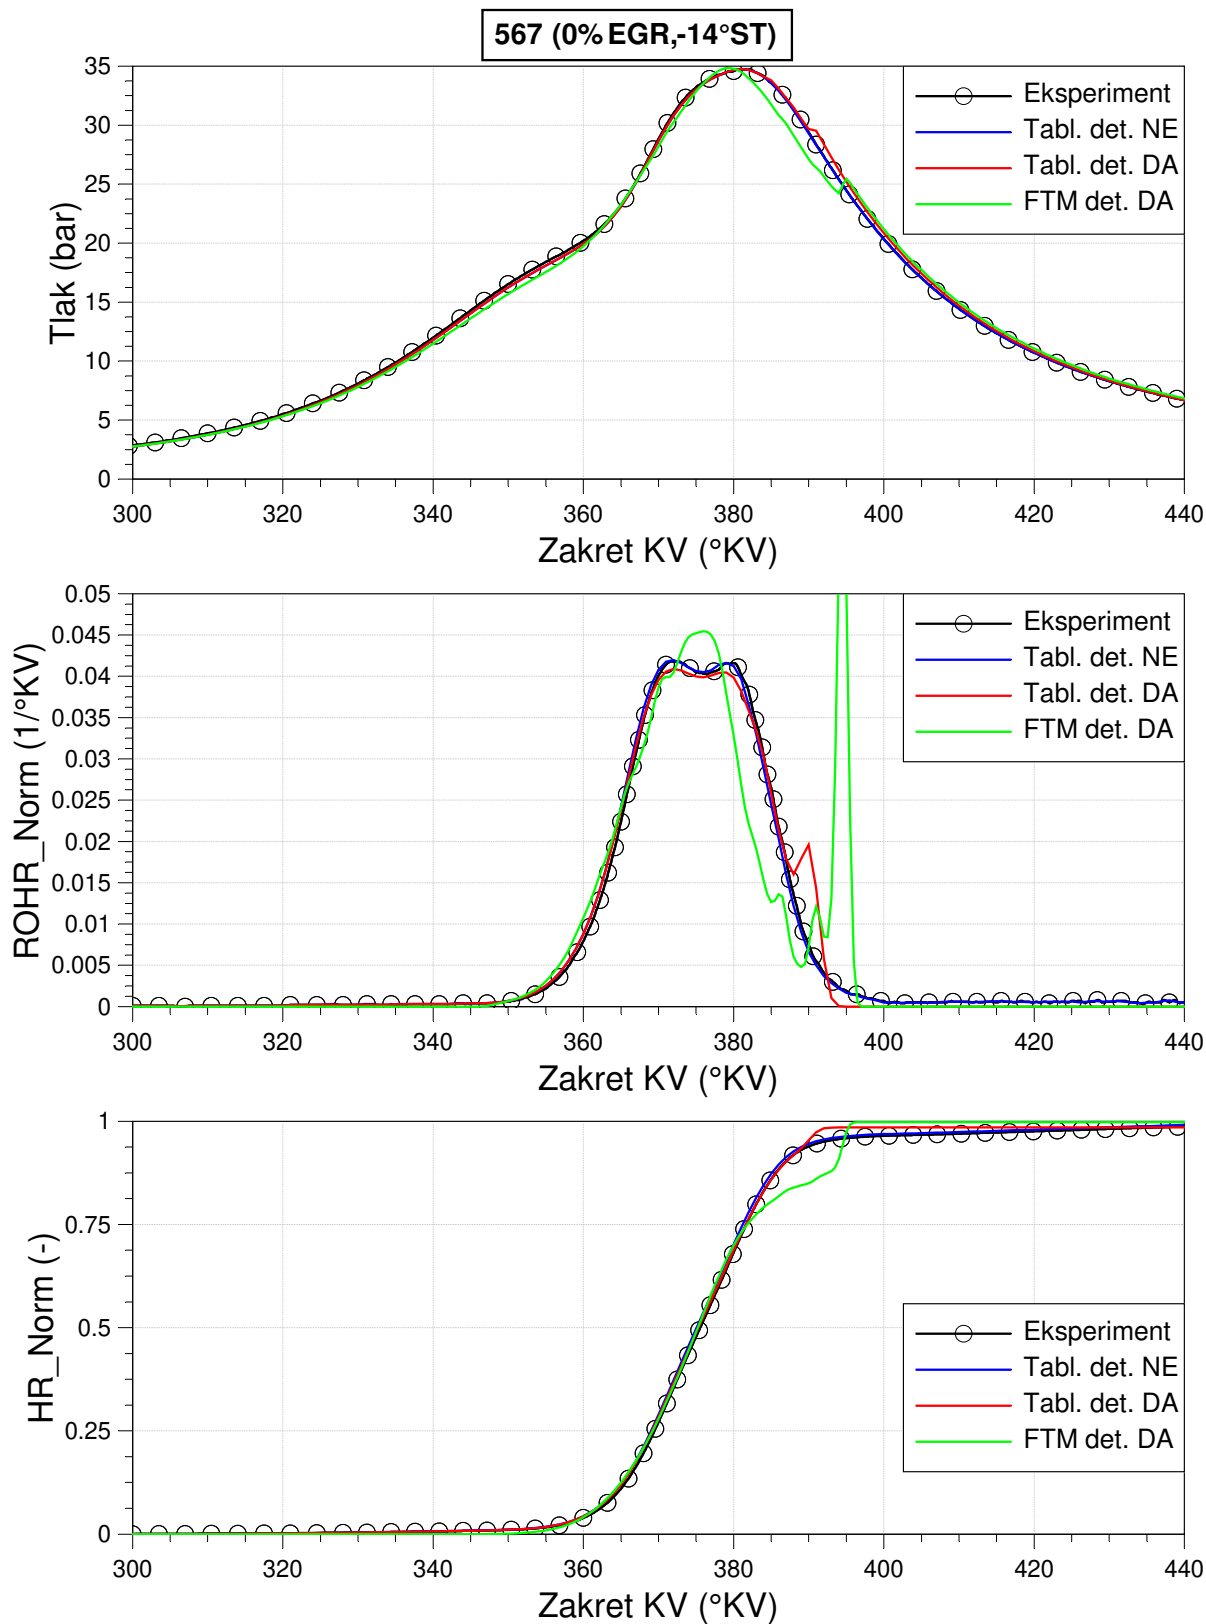 567 (0% EGR,-14°ST)
35
30
25
20
15
10
5
0
Tlak (bar)
Eksperiment
Tabl. det. NE
Tabl. det. DA
FTM det. DA
300 320 340 360 380 400 420 440
Zakret KV (°KV)
0.05
0.045
0.04
0.035
0.03
0.025
0.02
0.015
0.01
0.005
0
ROHR_Norm (1/°KV)
Eksperiment
Tabl. det. NE
Tabl. det. DA
FTM det. DA
300 320 340 360 380 400 420 440
Zakret KV (°KV)
1
0.75
0.5
0.25
0
HR_Norm (-)
Eksperiment
Tabl. det. NE
Tabl. det. DA
FTM det. DA
300 320 340 360 380 400 420 440
Zakret KV (°KV)